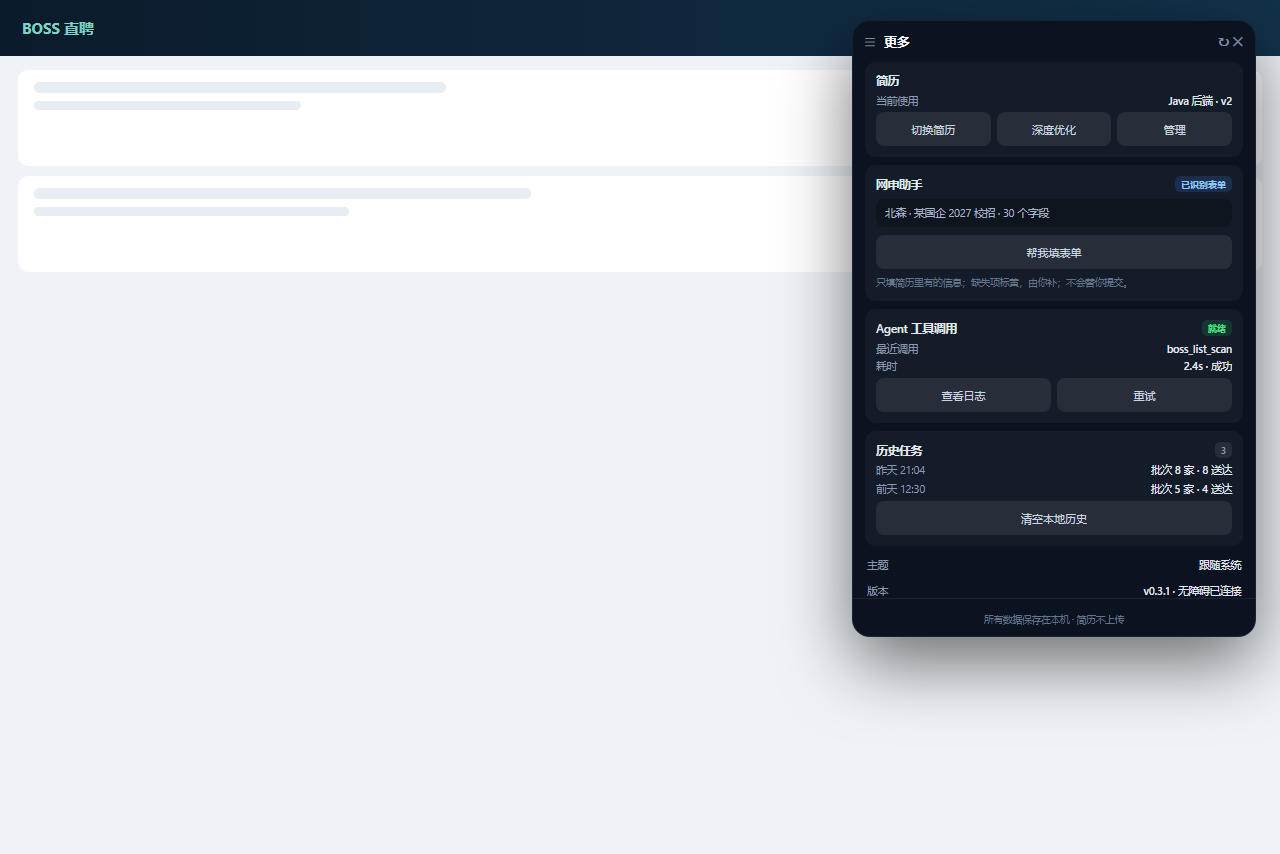 BOSS 直聘
更多
简历
当前使用 Java 后端 · v2
切换简历 深度优化 管理
网申助手 已识别表单
北森 · 某国企 2027 校招 · 30 个字段
帮我填表单
只填简历里有的信息；缺失项标黄，由你补；不会替你提交。
Agent 工具调用 就绪
最近调用 boss_list_scan
耗时 2.4s · 成功
查看日志 重试
历史任务 3
昨天 21:04 批次 8 家 · 8 送达
前天 12:30 批次 5 家 · 4 送达
清空本地历史
主题 跟随系统
版本 v0.3.1 · 无障碍已连接
所有数据保存在本机 · 简历不上传